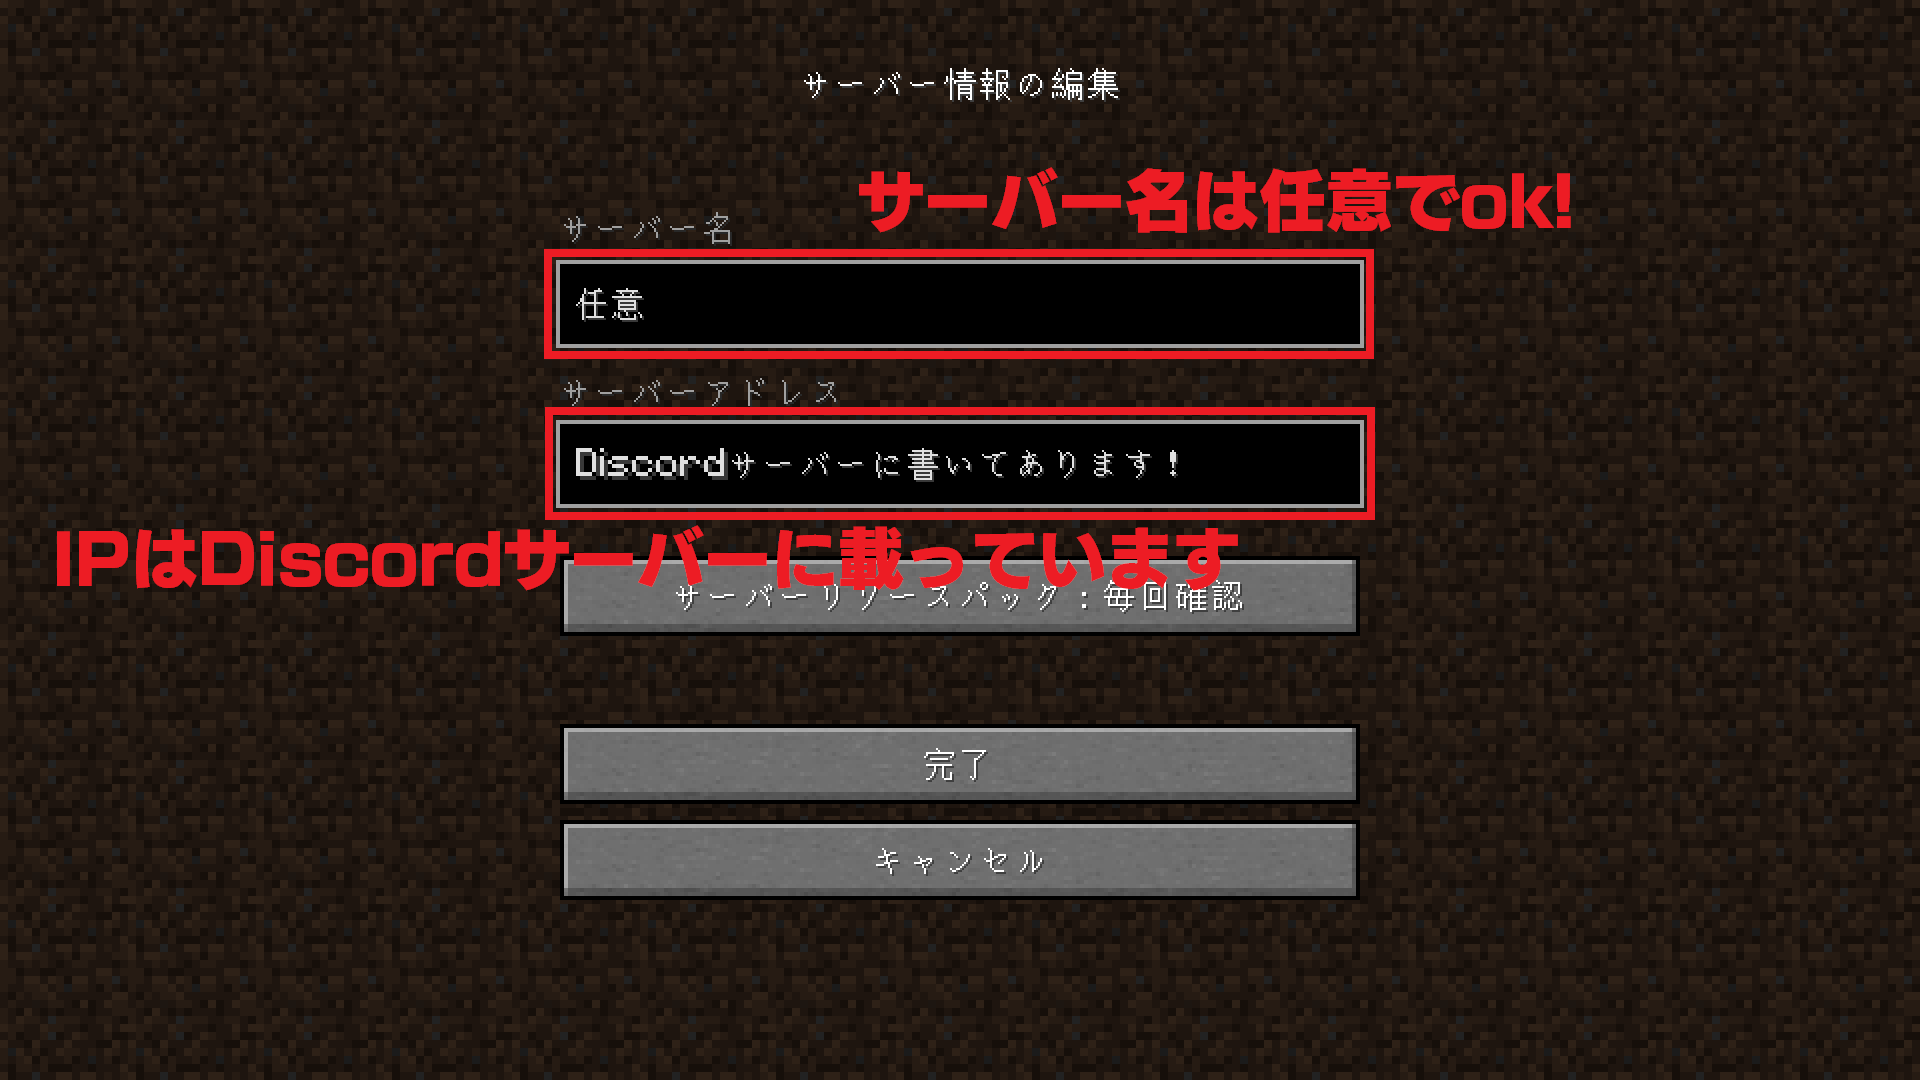 サーバー情報の編集
サーバー名は任意でok!
サーバー名
任意
サーバーアドレス
Discordサーバーに書いてあります!
IPはDiscordサーバーに載っています
サーバーリソースパック:毎回確認
完了
キャンセル